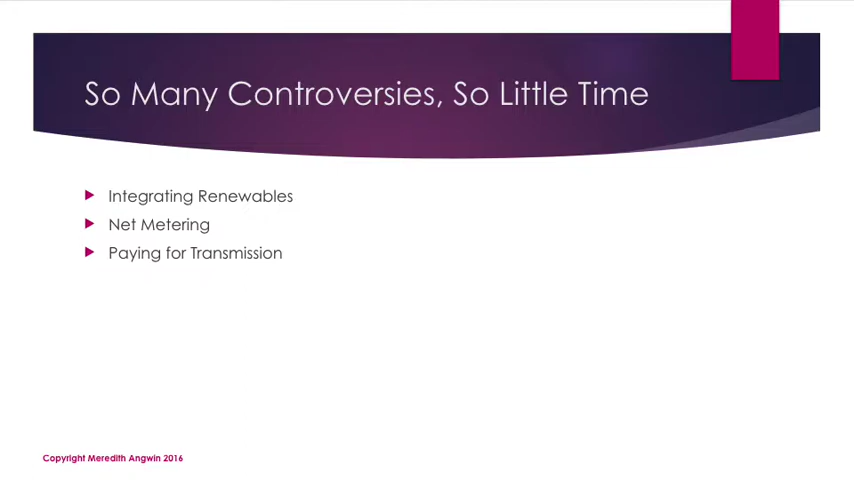 So Many Controversies, So Little Time
Integrating Renewables
Net Metering
Paying for Transmission
Copyright Meredith Angwin 2016